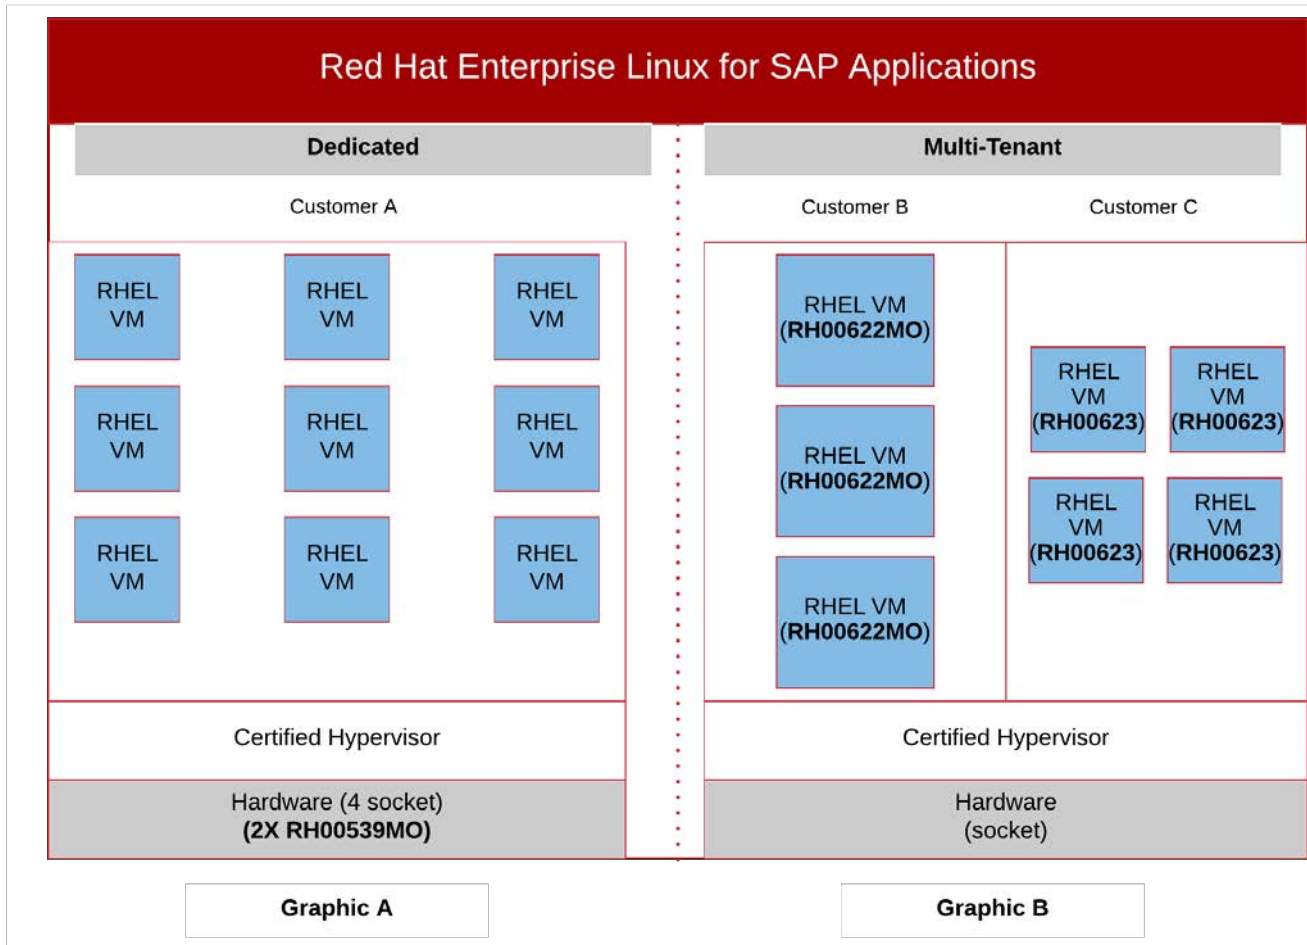 Red Hat Enterprise Linux for SAP Applications
Dedicated
Customer A
RHEL
VM
RHEL
VM
RHEL
VM
RHEL
VM
RHEL
VM
RHEL
VM
RHEL
VM
RHEL
VM
RHEL
VM
Certified Hypervisor
Hardware (4 socket)
(2X RH00539MO)
Graphic A
Multi-Tenant
Customer B
RHEL VM
(RH00622MO)
RHEL VM
(RH00622MO)
RHEL VM
(RH00622MO)
Customer C
RHEL
VM
(RH00623)
RHEL
VM
(RH00623)
RHEL
VM
(RH00623)
RHEL
VM
(RH00623)
Certified Hypervisor
Hardware
(socket)
Graphic B